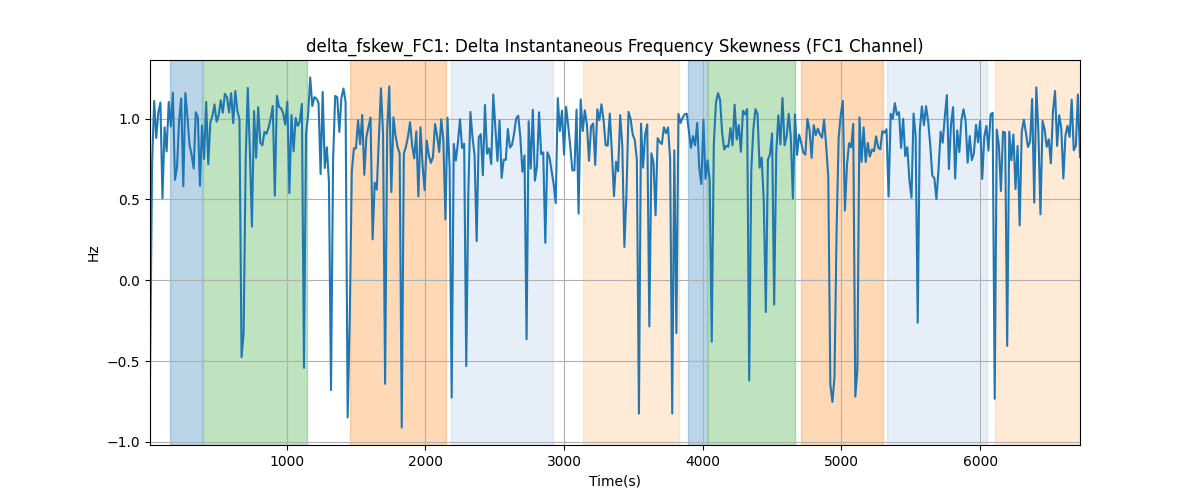 delta_fskew_FC1: Delta Instantaneous Frequency Skewness (FC1 Channel)
1.0
0.5
0.0
−0.5
−1.0
Hz
1000 2000 3000 4000 5000 6000
Time(s)